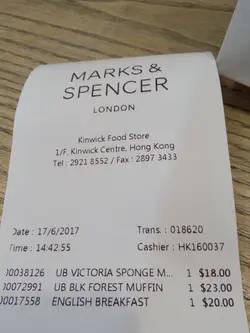 MARKS &
SPENCER
LONDON
Kinwick Food Store
1/F, Kinwick Centre, Hong Kong
Tel : 2921 8552 / Fax : 2897 3433
Date : 17/6/2017 Trans. : 018620
Time : 14:42:55 Cashier : HK160037
00038126 UB VICTORIA SPONGE M... 1 $18.00
00072991 UB BLK FOREST MUFFIN 1 $23.00
00017558 ENGLISH BREAKFAST 1 $20.00